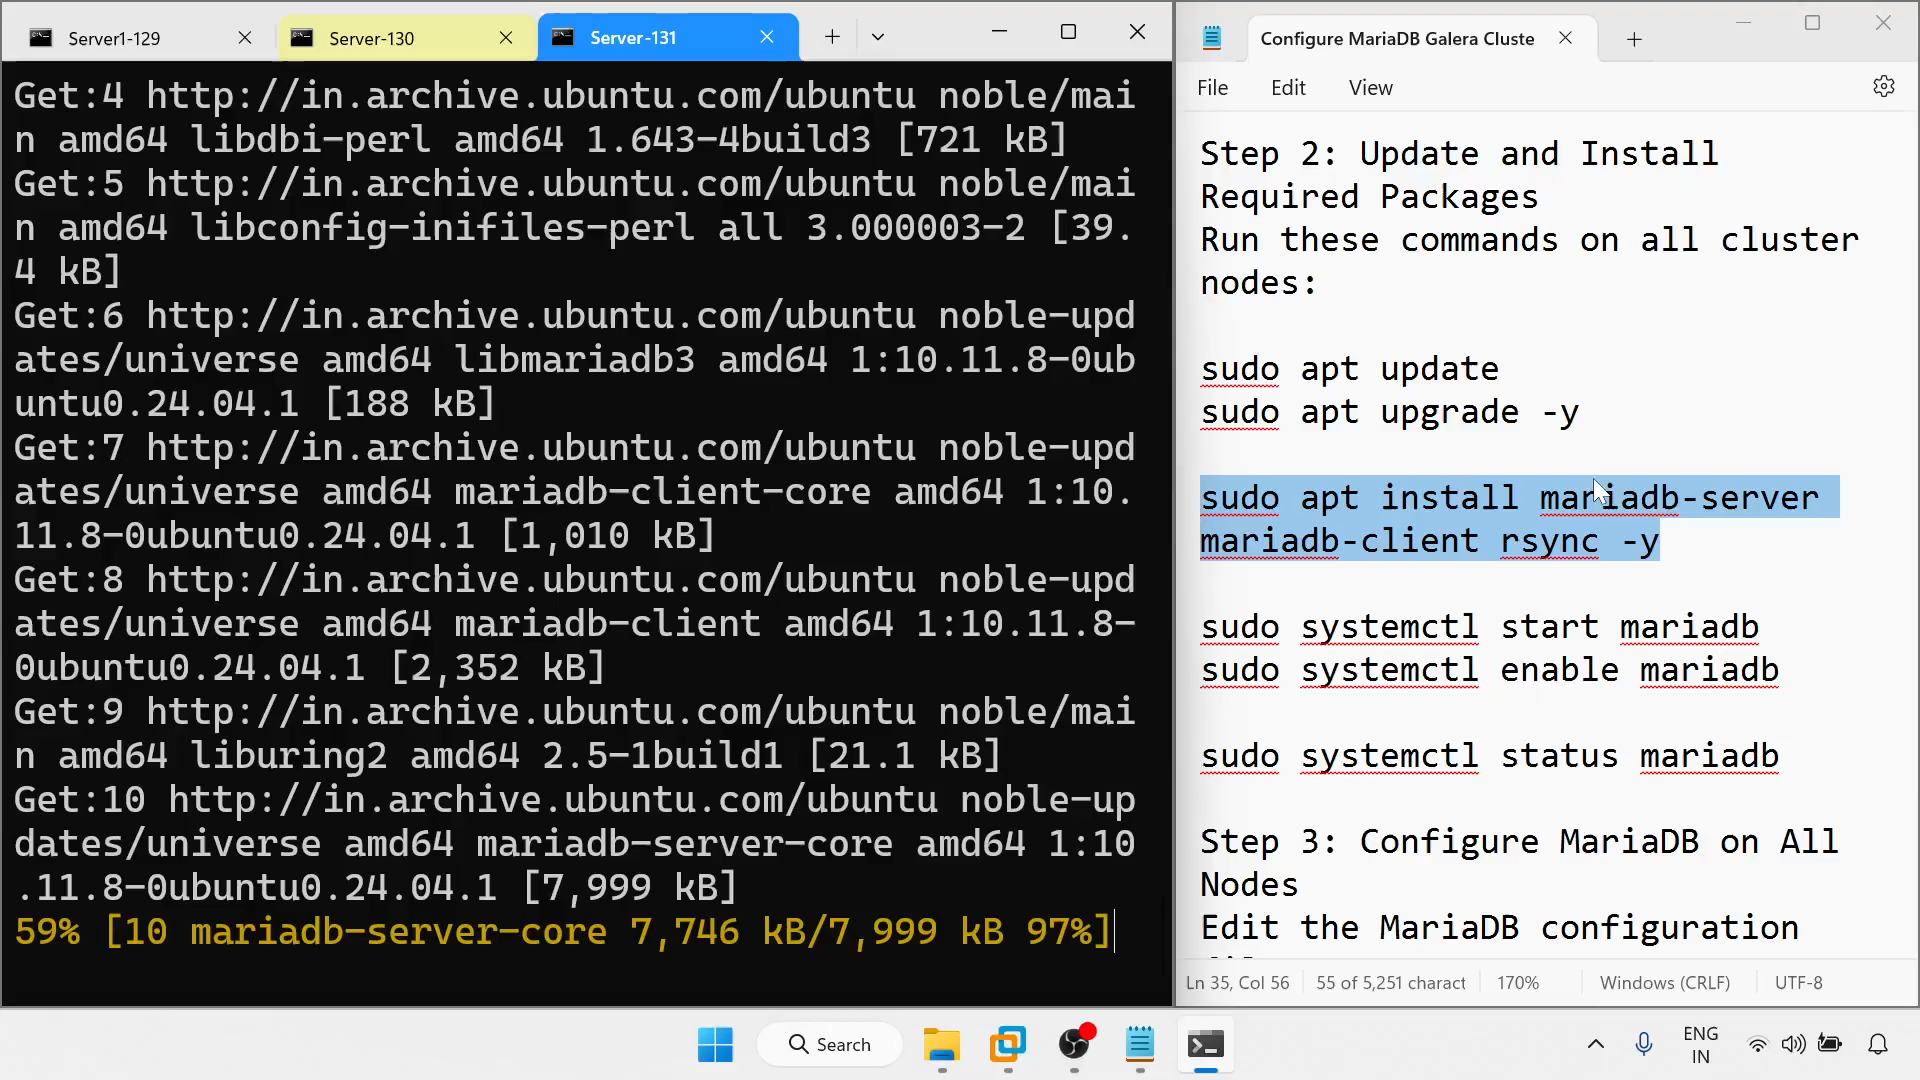 Server1-129
Server-130
Server-131
Get:4 http://in.archive.ubuntu.com/ubuntu noble/mai
n amd64 libdbi-perl amd64 1.643-4build3 [721 kB]
Get:5 http://in.archive.ubuntu.com/ubuntu noble/mai
n amd64 libconfig-inifiles-perl all 3.000003-2 [39.
4 kB]
Get:6 http://in.archive.ubuntu.com/ubuntu noble-upd
ates/universe amd64 libmariadb3 amd64 1:10.11.8-0ub
untu0.24.04.1 [188 kB]
Get:7 http://in.archive.ubuntu.com/ubuntu noble-upd
ates/universe amd64 mariadb-client-core amd64 1:10.
11.8-0ubuntu0.24.04.1 [1,010 kB]
Get:8 http://in.archive.ubuntu.com/ubuntu noble-upd
ates/universe amd64 mariadb-client amd64 1:10.11.8-
0ubuntu0.24.04.1 [2,352 kB]
Get:9 http://in.archive.ubuntu.com/ubuntu noble/mai
n amd64 liburing2 amd64 2.5-1build1 [21.1 kB]
Get:10 http://in.archive.ubuntu.com/ubuntu noble-up
dates/universe amd64 mariadb-server-core amd64 1:10
.11.8-0ubuntu0.24.04.1 [7,999 kB]
59% [10 mariadb-server-core 7,746 kB/7,999 kB 97%]
Configure MariaDB Galera Cluste
File Edit View
Step 2: Update and Install
Required Packages
Run these commands on all cluster
nodes:
sudo apt update
sudo apt upgrade -y
sudo apt install mariadb-server
mariadb-client rsync -y
sudo systemctl start mariadb
sudo systemctl enable mariadb
sudo systemctl status mariadb
Step 3: Configure MariaDB on All
Nodes
Edit the MariaDB configuration
Ln 35, Col 56 55 of 5,251 charact 170% Windows (CRLF) UTF-8
Search
ENG
IN